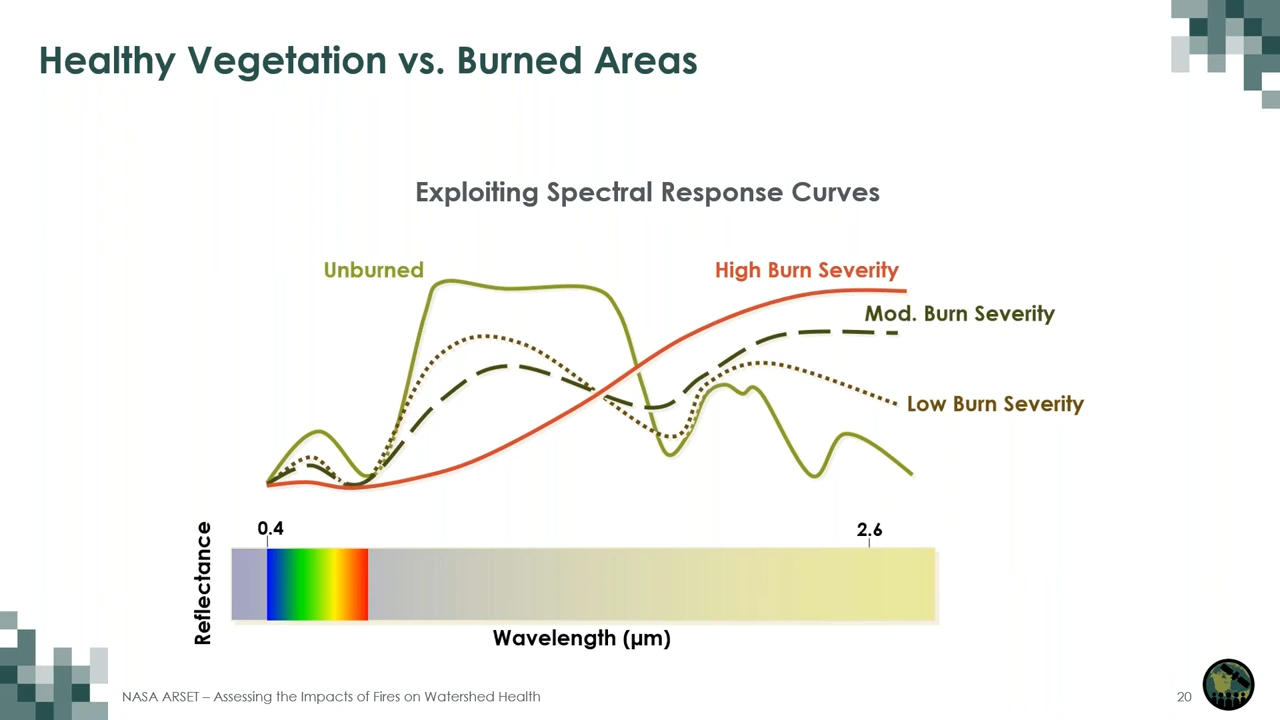 Healthy Vegetation vs. Burned Areas
Exploiting Spectral Response Curves
Unburned
High Burn Severity
Mod. Burn Severity
Low Burn Severity
0.4
2.6
Reflectance
Wavelength (µm)
NASA ARSET – Assessing the Impacts of Fires on Watershed Health
20